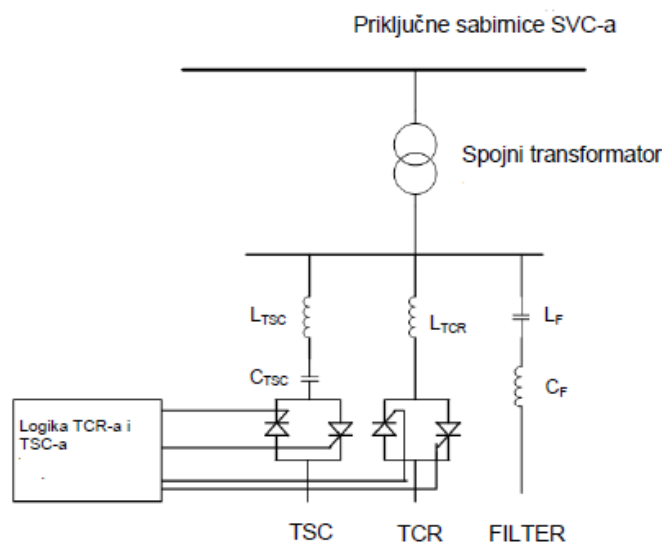 Priključne sabirnice SVC-a
Spojni transformator
LTSC
LTCR
LF
CTSC
CF
Logika TCR-a i
TSC-a
TSC
TCR
FILTER